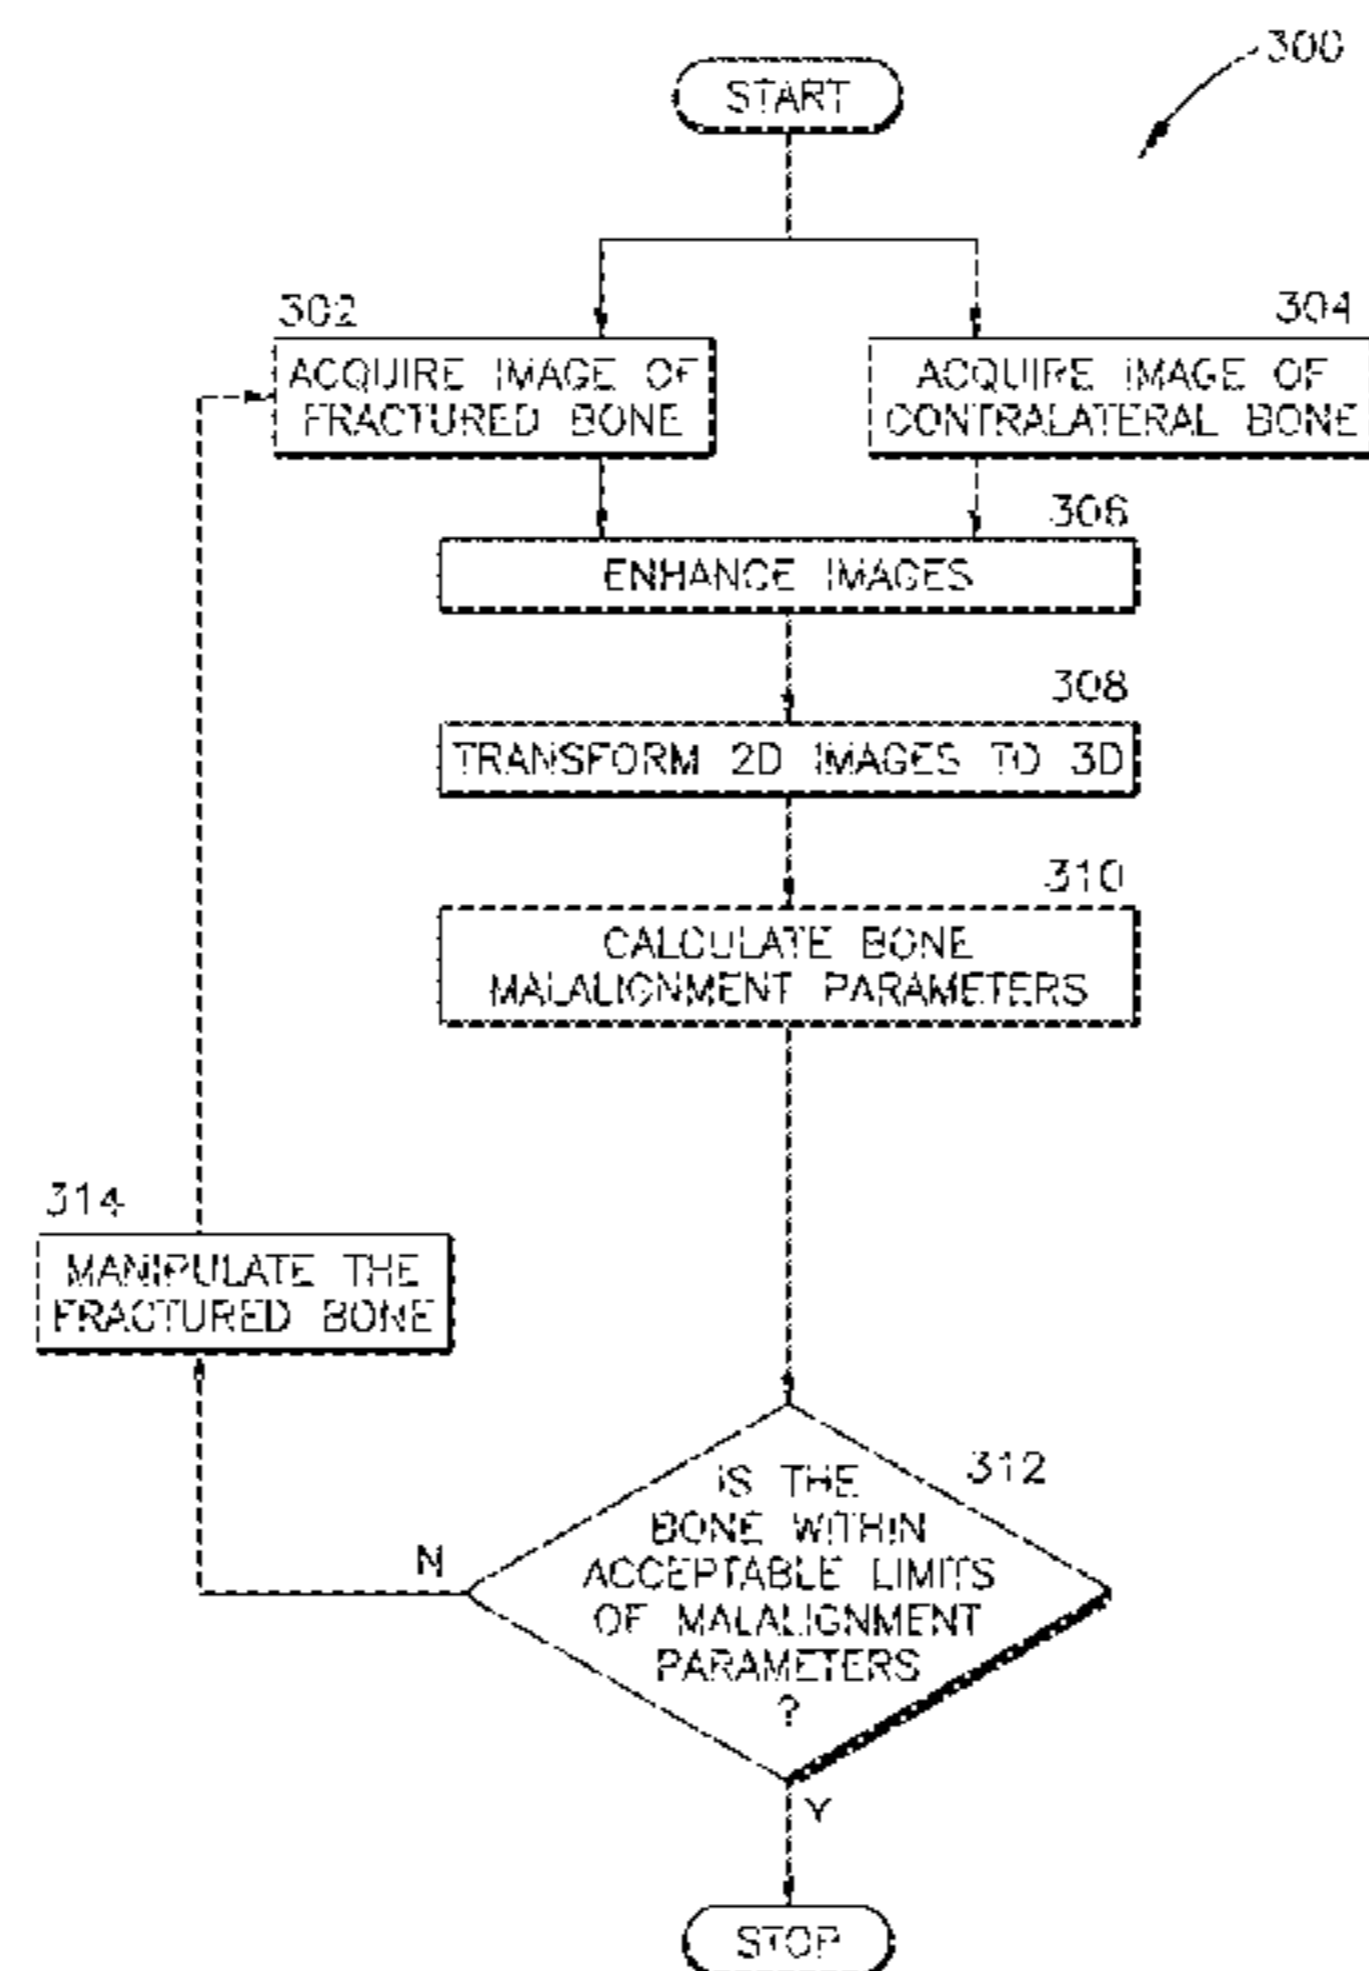 300
START
302
ACQUIRE IMAGE OF
FRACTURED BONE
304
ACQUIRE IMAGE OF
CONTRALATERAL BONE
306
ENHANCE IMAGES
308
TRANSFORM 2D IMAGES TO 3D
310
CALCULATE BONE
MALALIGNMENT PARAMETERS
314
MANIPULATE THE
FRACTURED BONE
312
IS THE
BONE WITHIN
ACCEPTABLE LIMITS
OF MALALIGNMENT
PARAMETERS
?
N
Y
STOP